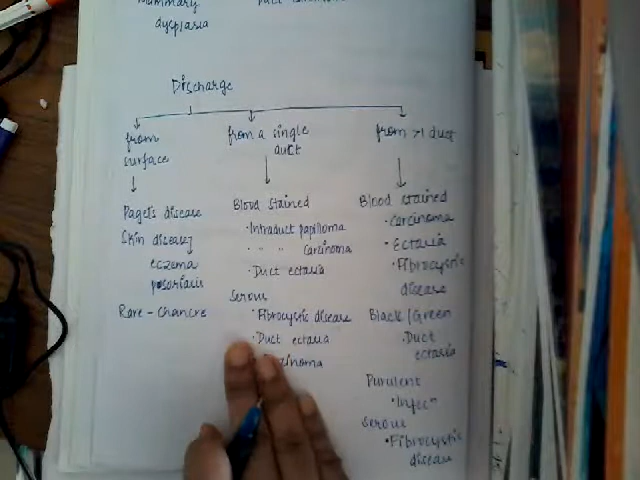 Mammary
dysplasia
Discharge
from
surface
from a single
duct
from >1 duct
Paget's disease
Skin disease
eczema
psoriasis
Rare - chancre
Blood stained
· Intraduct papilloma
· " " carcinoma
· Duct ectasia
Serous
· Fibrocystic disease
· Duct ectasia
Blood stained
· Carcinoma
· Ectasia
· Fibrocystic
disease
Black/Green
· Duct
ectasia
Purulent
· Infecn
Serous
· Fibrocystic
disease